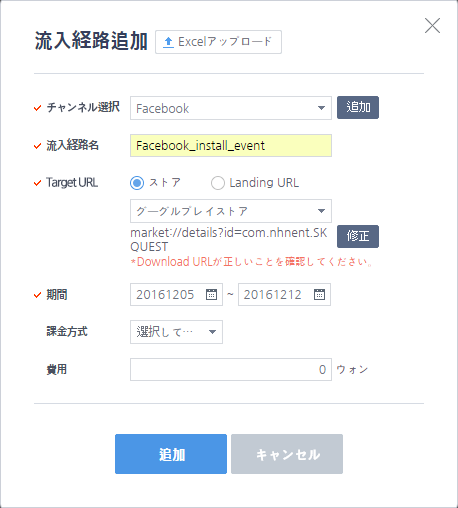 流入経路追加 Excelアップロード
チャンネル選択 Facebook 追加
流入経路名 Facebook_install_event
Target URL ストア Landing URL
グーグルプレイストア
market://details?id=com.nhnent.SK
QUEST 修正
*Download URLが正しいことを確認してください。
期間 20161205 ~ 20161212
課金方式 選択して…
費用 0 ウォン
追加 キャンセル